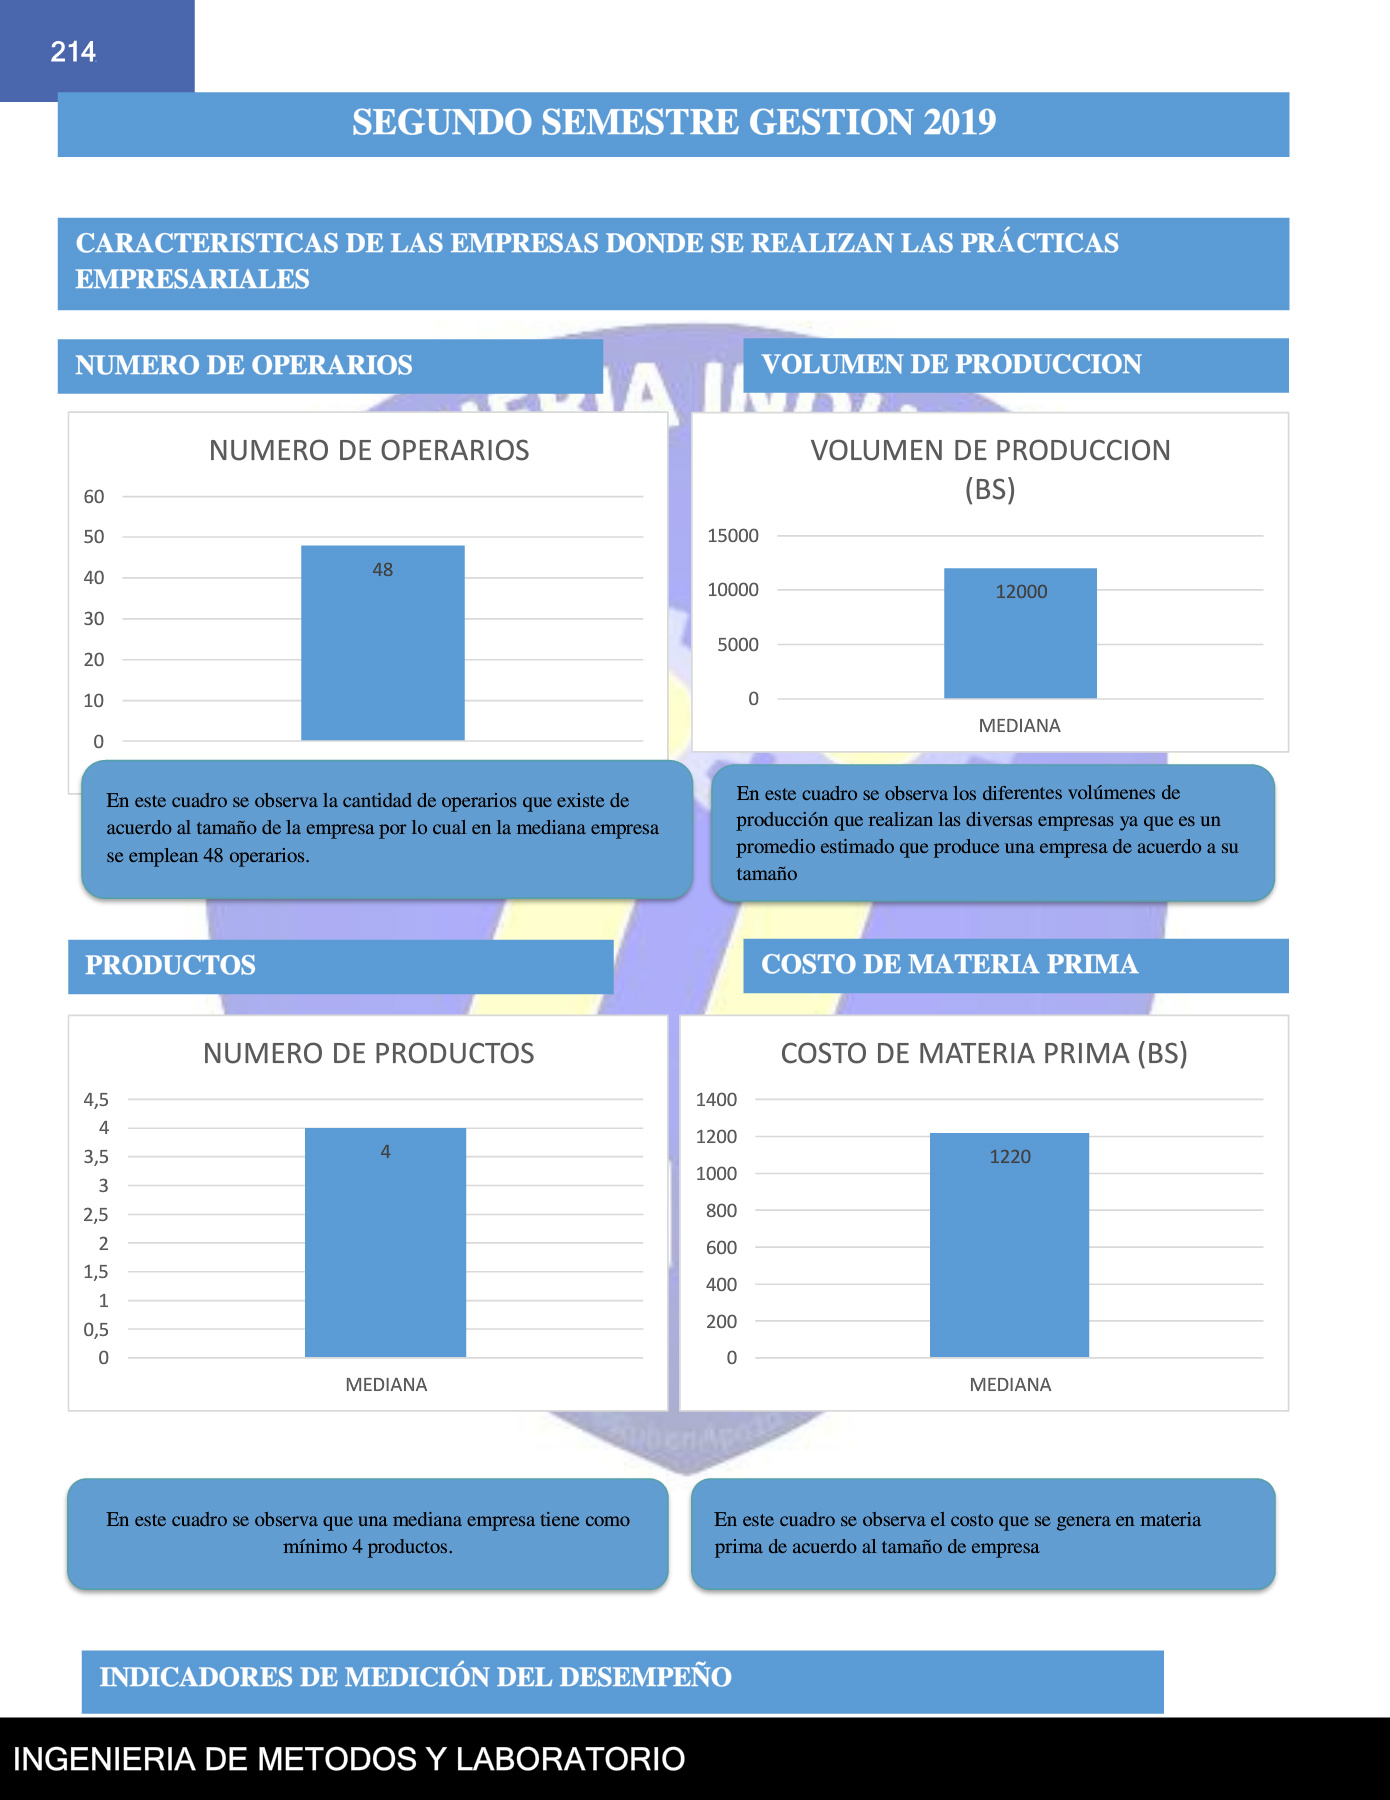 214
SEGUNDO SEMESTRE GESTION 2019
CARACTERISTICAS DE LAS EMPRESAS DONDE SE REALIZAN LAS PRÁCTICAS
EMPRESARIALES
NUMERO DE OPERARIOS
NUMERO DE OPERARIOS
60
50
40
30
20
10
0
48
En este cuadro se observa la cantidad de operarios que existe de
acuerdo al tamaño de la empresa por lo cual en la mediana empresa
se emplean 48 operarios.
VOLUMEN DE PRODUCCION
VOLUMEN DE PRODUCCION
(BS)
15000
10000
5000
0
12000
MEDIANA
En este cuadro se observa los diferentes volúmenes de
producción que realizan las diversas empresas ya que es un
promedio estimado que produce una empresa de acuerdo a su
tamaño
PRODUCTOS
NUMERO DE PRODUCTOS
4,5
4
3,5
3
2,5
2
1,5
1
0,5
0
4
MEDIANA
En este cuadro se observa que una mediana empresa tiene como
mínimo 4 productos.
COSTO DE MATERIA PRIMA
COSTO DE MATERIA PRIMA (BS)
1400
1200
1000
800
600
400
200
0
1220
MEDIANA
En este cuadro se observa el costo que se genera en materia
prima de acuerdo al tamaño de empresa
INDICADORES DE MEDICIÓN DEL DESEMPEÑO
INGENIERIA DE METODOS Y LABORATORIO